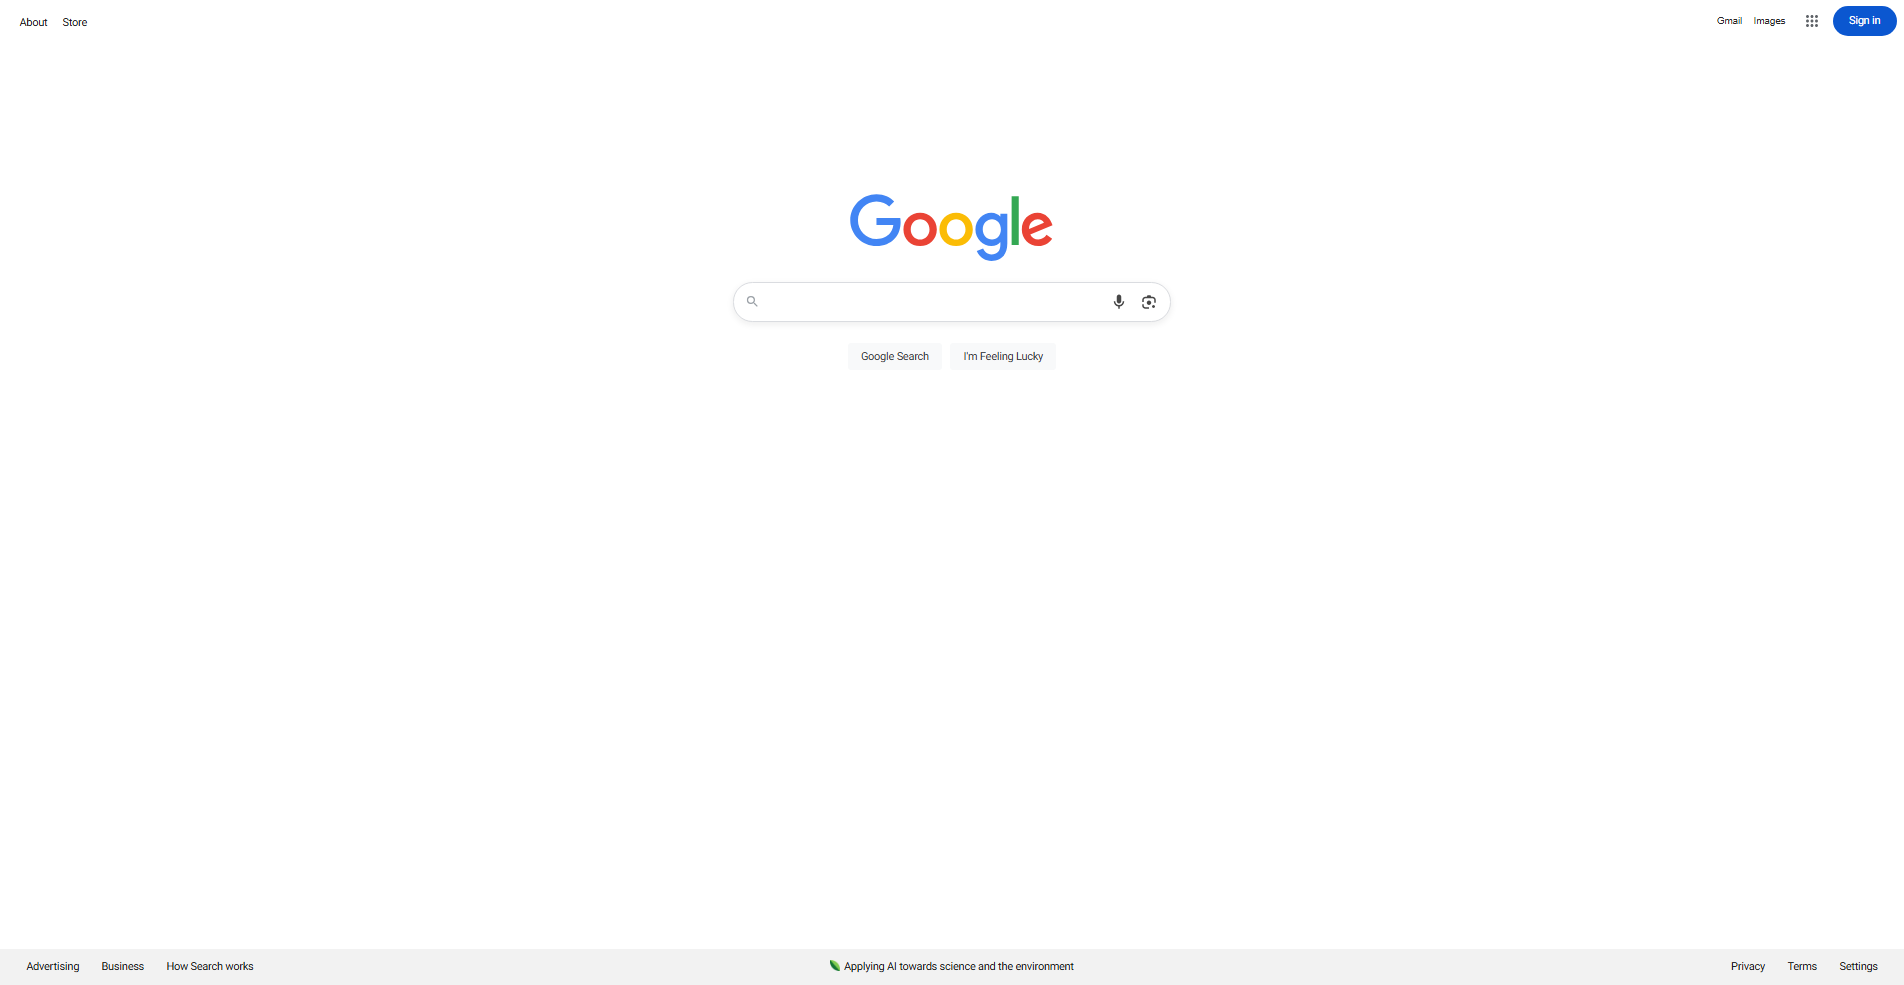 About Store
Gmail Images
Sign in
Google
Google Search
I'm Feeling Lucky
Advertising Business How Search works
Applying AI towards science and the environment
Privacy Terms Settings